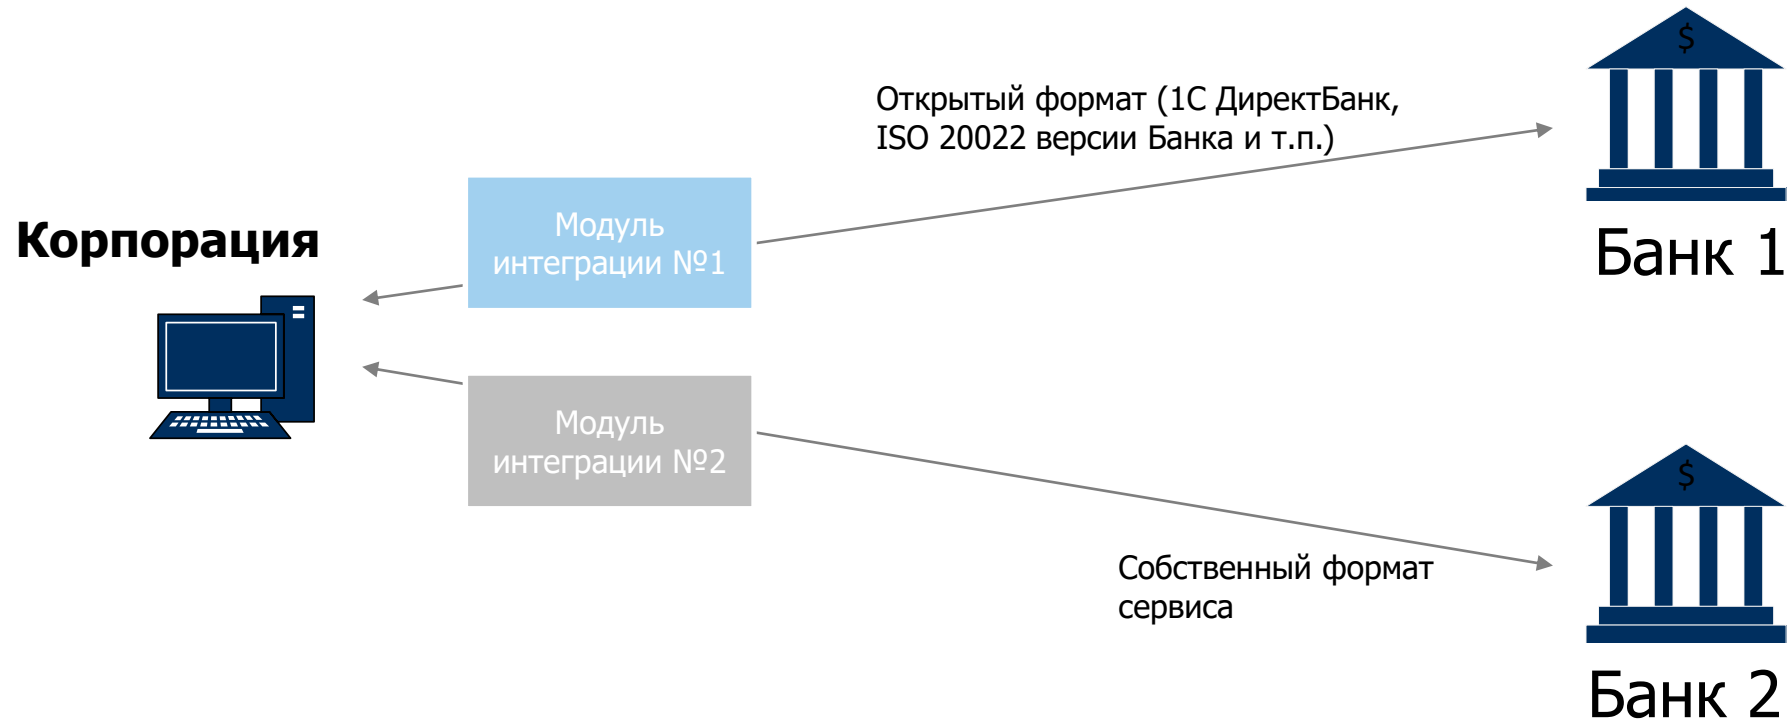 $
Открытый формат (1С ДиректБанк,
ISO 20022 версии Банка и т.п.)
Модуль
интеграции №1
Корпорация
Банк 1
Модуль
интеграции №2
$
Собственный формат
сервиса
Банк 2